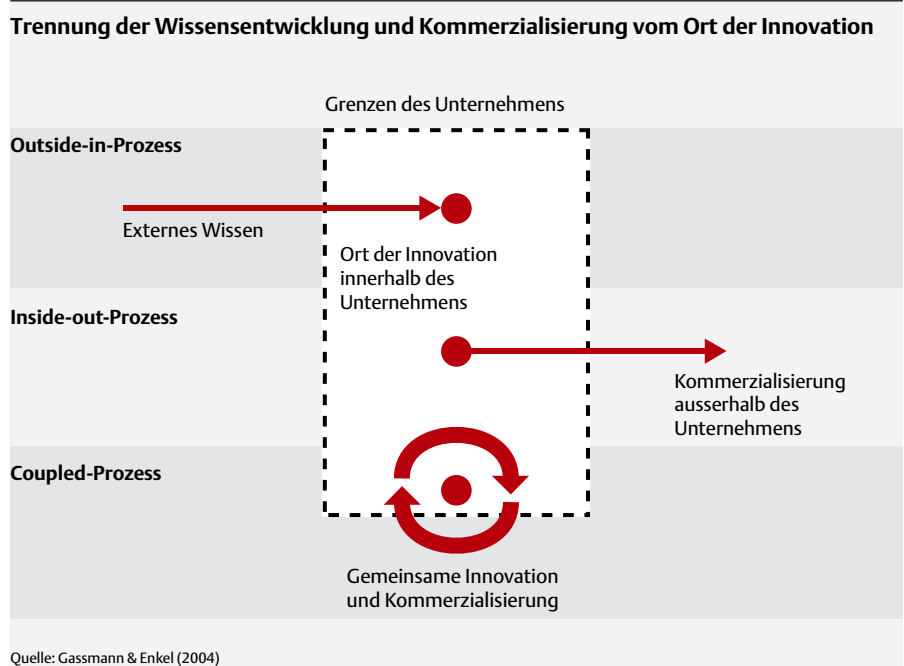 Trennung der Wissensentwicklung und Kommerzialisierung vom Ort der Innovation
Grenzen des Unternehmens
Outside-in-Prozess
Externes Wissen
Ort der Innovation
innerhalb des
Unternehmens
Inside-out-Prozess
Kommerzialisierung
ausserhalb des
Unternehmens
Coupled-Prozess
Gemeinsame Innovation
und Kommerzialisierung
Quelle: Gassmann & Enkel (2004)